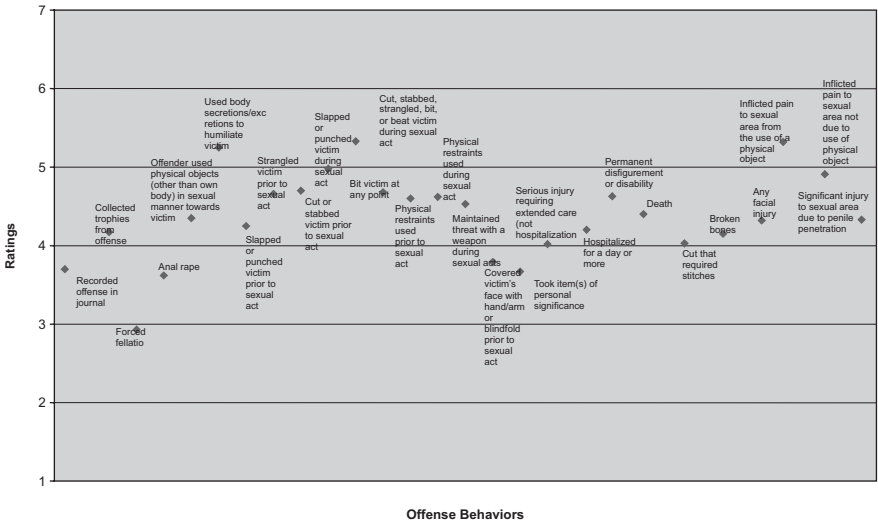 7
6
5
4
3
2
1
Ratings
Offense Behaviors
Recorded
offense in
journal
Collected
trophies
from
offense
Forced
fellatio
Anal rape
Offender used
physical objects
(other than own
body) in sexual
manner towards
victim
Used body
secretions/exc
retions to
humiliate
victim
Slapped
or
punched
victim
prior to
sexual
act
Strangled
victim
prior to
sexual
act
Cut or
stabbed
victim prior
to sexual
act
Slapped
or
punched
victim
during
sexual
act
Bit victim at
any point
Cut, stabbed,
strangled, bit,
or beat victim
during sexual
act
Physical
restraints
used
prior to
sexual
act
Physical
restraints
used
during
sexual
act
Maintained
threat with a
weapon
during
sexual acts
Covered
victim's
face with
hand/arm
or
blindfold
prior to
sexual
act
Took item(s) of
personal
significance
Serious injury
requiring
extended care
(not
hospitalization
Hospitalized
for a day or
more
Permanent
disfigurement
or disability
Death
Cut that
required
stitches
Broken
bones
Any
facial
injury
Inflicted pain
to sexual
area from
the use of a
physical
object
Inflicted
pain to
sexual
area not
due to
use of
physical
object
Significant injury
to sexual area
due to penile
penetration